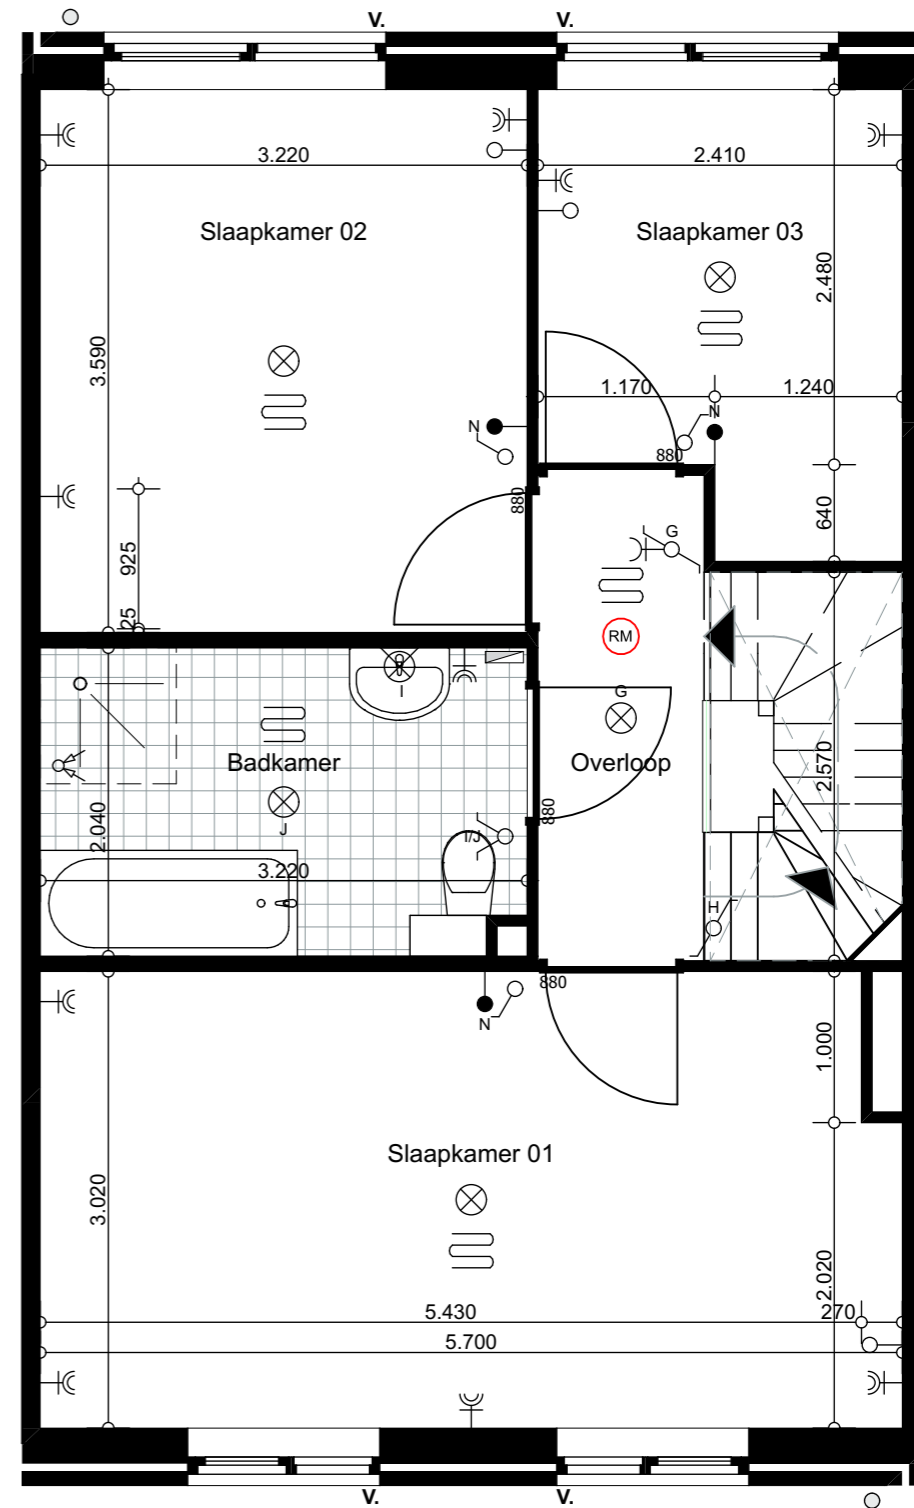 V.
V.
3.220
2.410
Slaapkamer 02
Slaapkamer 03
2.480
3.590
1.170
1.240
N
N
880
880
640
925
25
G
RM
G
I
Badkamer
Overloop
2.570
J
880
2.040
I/J
3.220
H
880
N
1.000
Slaapkamer 01
3.020
2.020
5.430
270
5.700
V.
V.